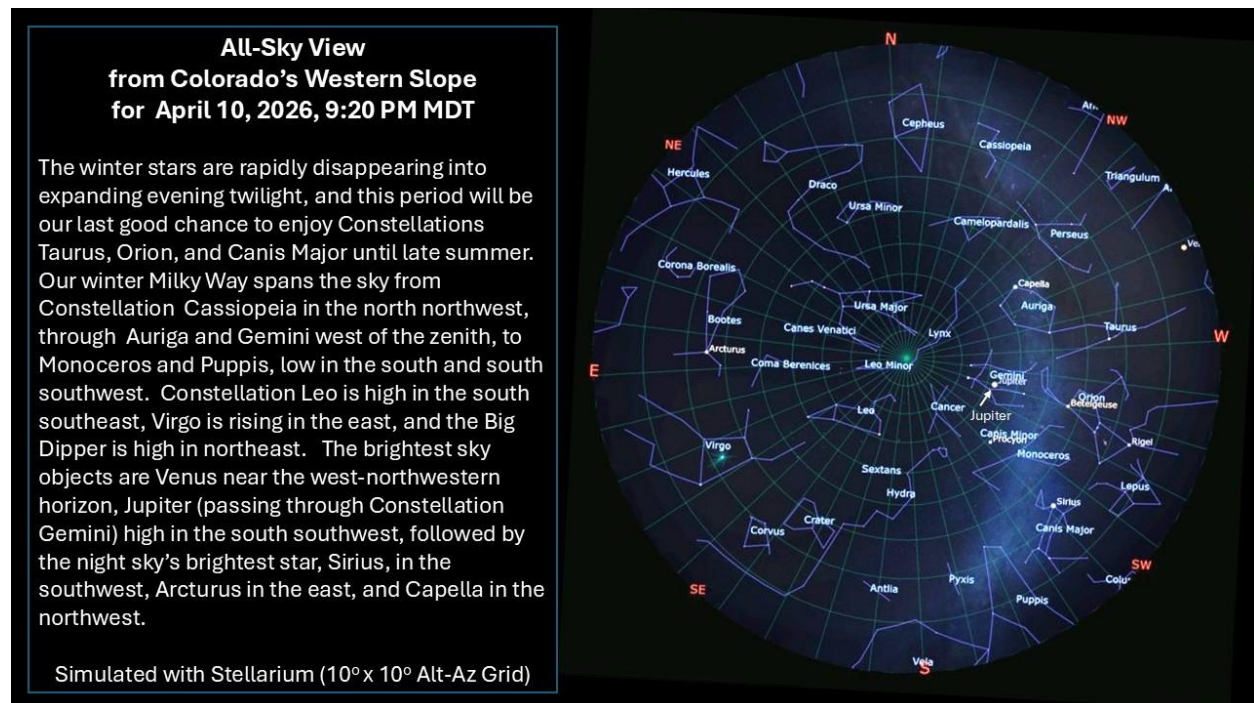 All-Sky View
from Colorado's Western Slope
for April 10, 2026, 9:20 PM MDT
The winter stars are rapidly disappearing into
expanding evening twilight, and this period will be
our last good chance to enjoy Constellations
Taurus, Orion, and Canis Major until late summer.
Our winter Milky Way spans the sky from
Constellation Cassiopeia in the north northwest,
through Auriga and Gemini west of the zenith, to
Monoceros and Puppis, low in the south and south
southwest. Constellation Leo is high in the south
southeast, Virgo is rising in the east, and the Big
Dipper is high in northeast. The brightest sky
objects are Venus near the west-northwestern
horizon, Jupiter (passing through Constellation
Gemini) high in the south southwest, followed by
the night sky's brightest star, Sirius, in the
southwest, Arcturus in the east, and Capella in the
northwest.
Simulated with Stellarium (10º x 10º Alt-Az Grid)
N
NW
NE
Cepheus
Cassiopeia
Hercules
Draco
Triangulum
A.
Ursa Minor
Camelopardalis
Perseus
Ve
Corona Borealis
Capella
Ursa Major
Auriga
Bootes
Canes Venatici
Lynx
Taurus
W
Arcturus
Coma Berenices
Leo Minor
E
Gemini
Jupiter
Orion
Betelgeuse
Leo
Cancer
Jupiter
Canis Minor
Procyon
Rigel
Virgo
Monoceros
Sextans
Hydra
Lepus
Sirius
Crater
Corvus
Canis Major
SW
Pyxis
Colu
SE
Antlia
Puppis
Vela
S